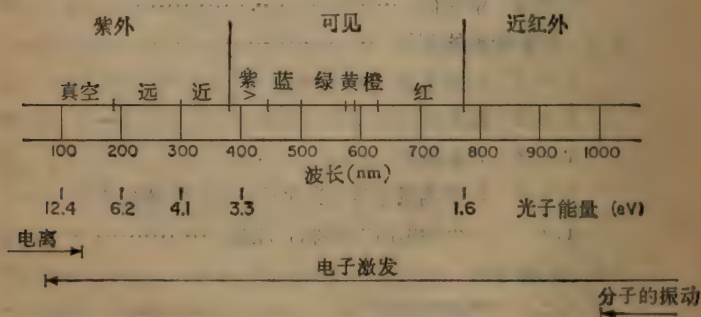 紫外 可见 近红外
真空 远 近 紫 蓝 绿 黄 橙 红
100 200 300 400 500 600 700 800 900 1000
波长(nm)
12.4 6.2 4.1 3.3 1.6 光子能量 (eV)
电离
电子激发
分子的振动